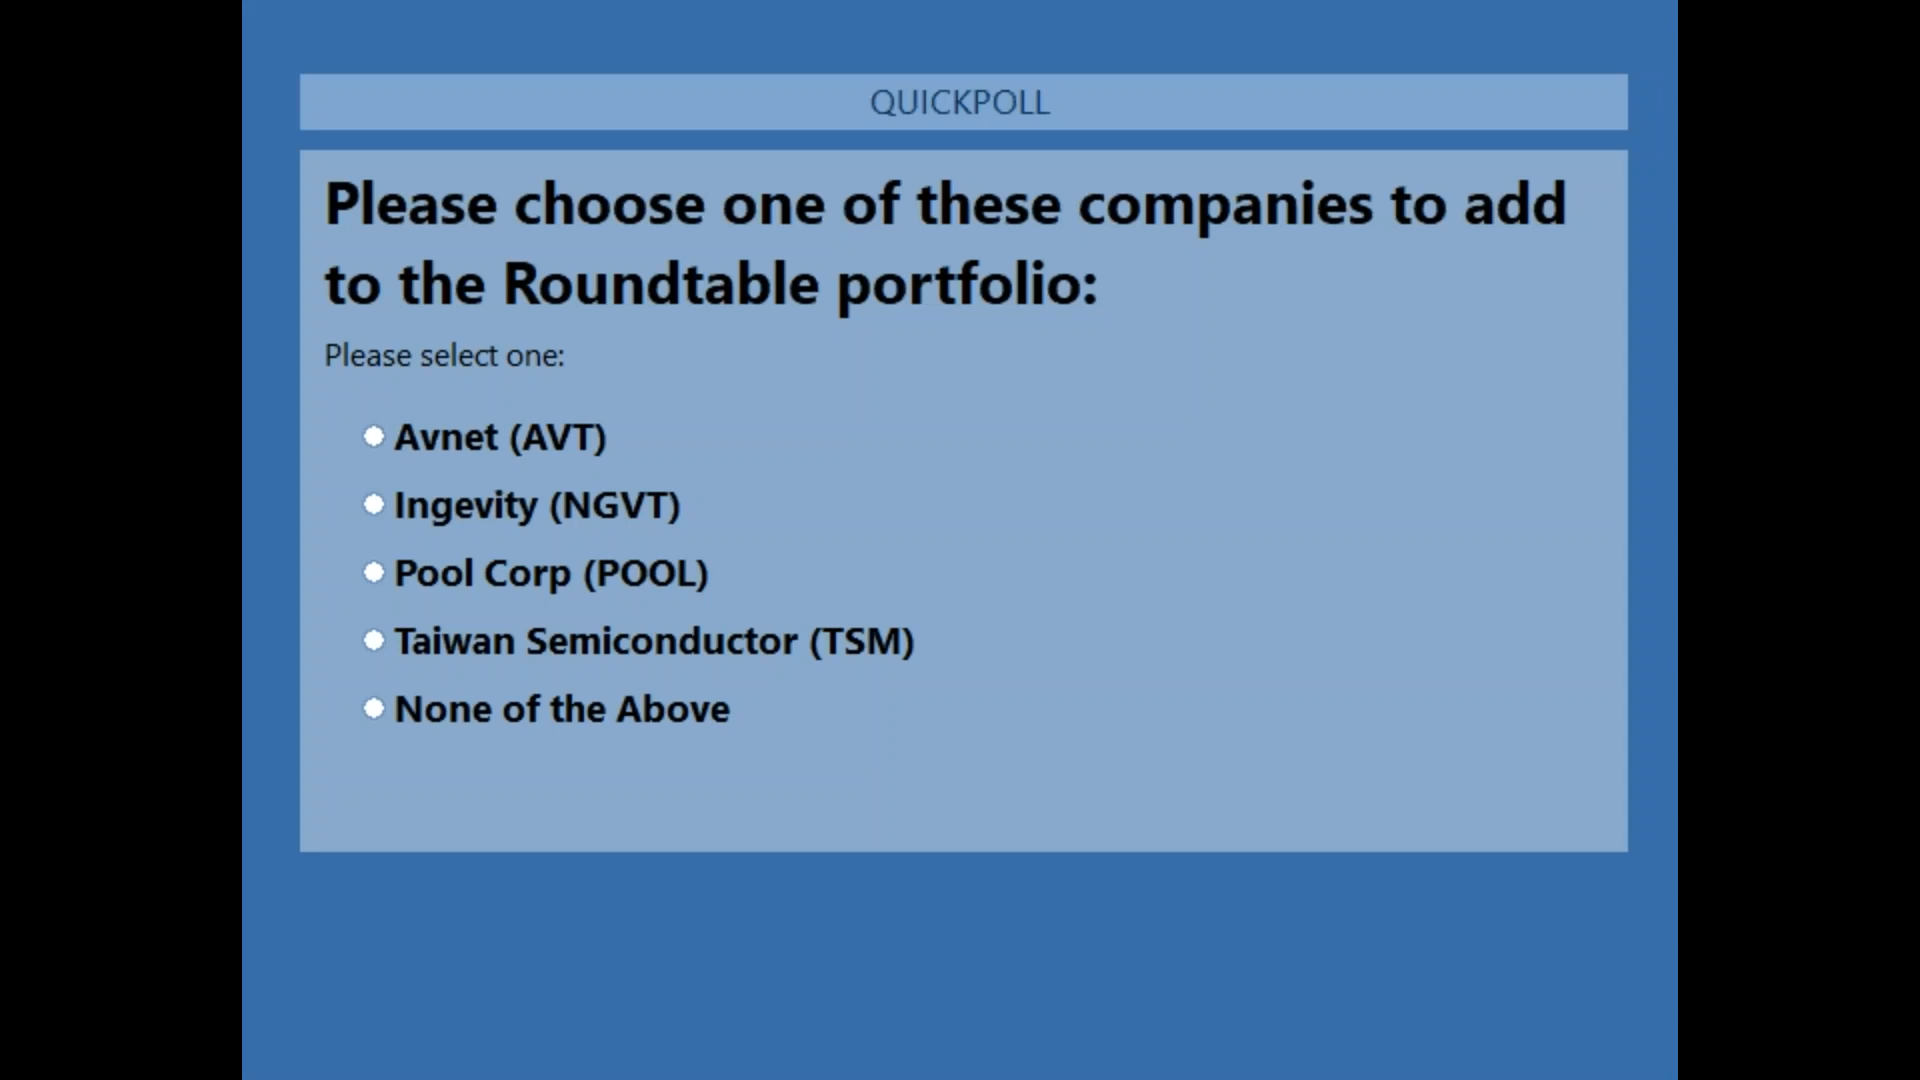 QUICKPOLL
Please choose one of these companies to add
to the Roundtable portfolio:
Please select one:
Avnet (AVT)
Ingevity (NGVT)
Pool Corp (POOL)
Taiwan Semiconductor (TSM)
None of the Above